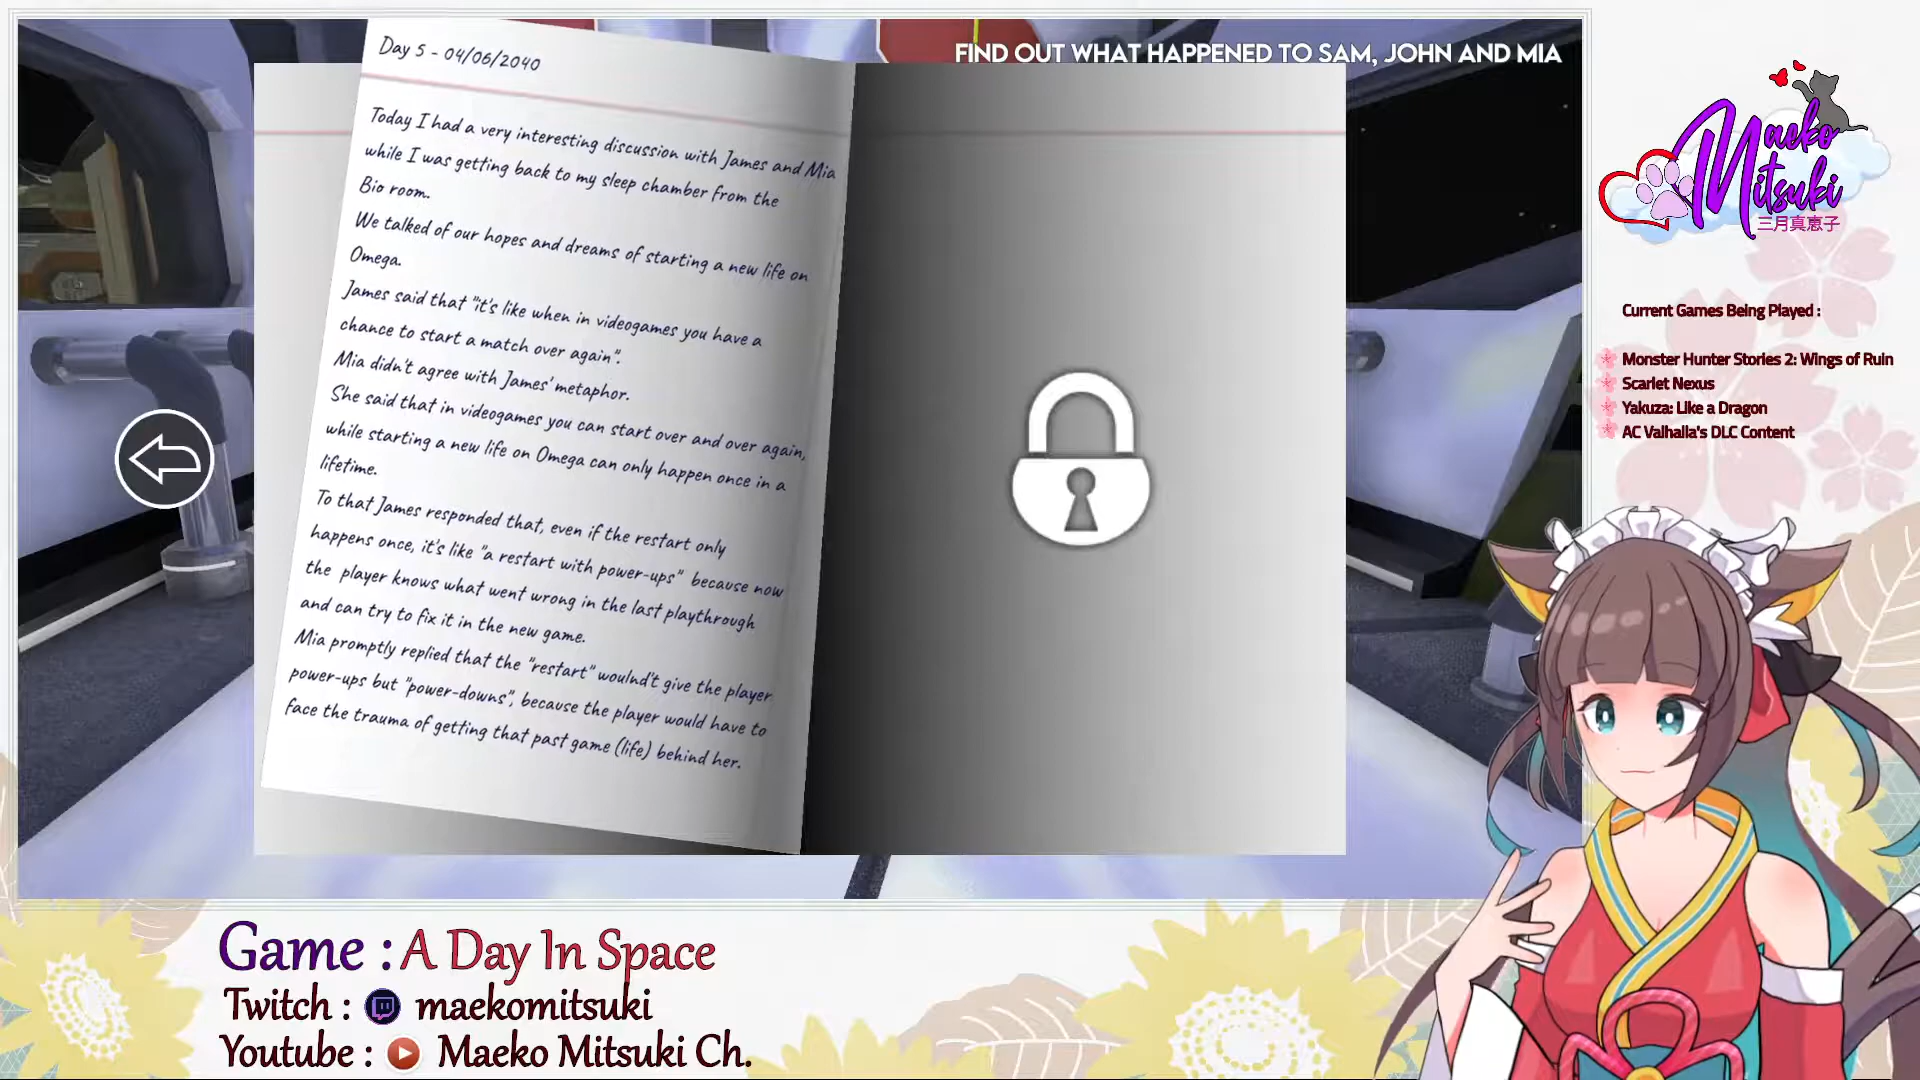 Day 5 - 04/06/2040
FIND OUT WHAT HAPPENED TO SAM, JOHN AND MIA
Today I had a very interesting discussion with James and Mia
while I was getting back to my sleep chamber from the
Bio room.
We talked of our hopes and dreams of starting a new life on
Omega.
James said that "it's like when in videogames you have a
chance to start a match over again".
Mia didn't agree with James' metaphor.
She said that in videogames you can start over and over again,
while starting a new life on Omega can only happen once in a
lifetime.
To that James responded that, even if the restart only
happens once, it's like "a restart with power-ups" because now
the player knows what went wrong in the last playthrough
and can try to fix it in the new game.
Mia promptly replied that the "restart" woulnd't give the player
power-ups but "power-downs", because the player would have to
face the trauma of getting that past game (life) behind her.
Maeko
Mitsuki
三月真恵子
Current Games Being Played :
Monster Hunter Stories 2: Wings of Ruin
Scarlet Nexus
Yakuza: Like a Dragon
AC Valhalla's DLC Content
Game : A Day In Space
Twitch : maekomitsuki
Youtube : Maeko Mitsuki Ch.